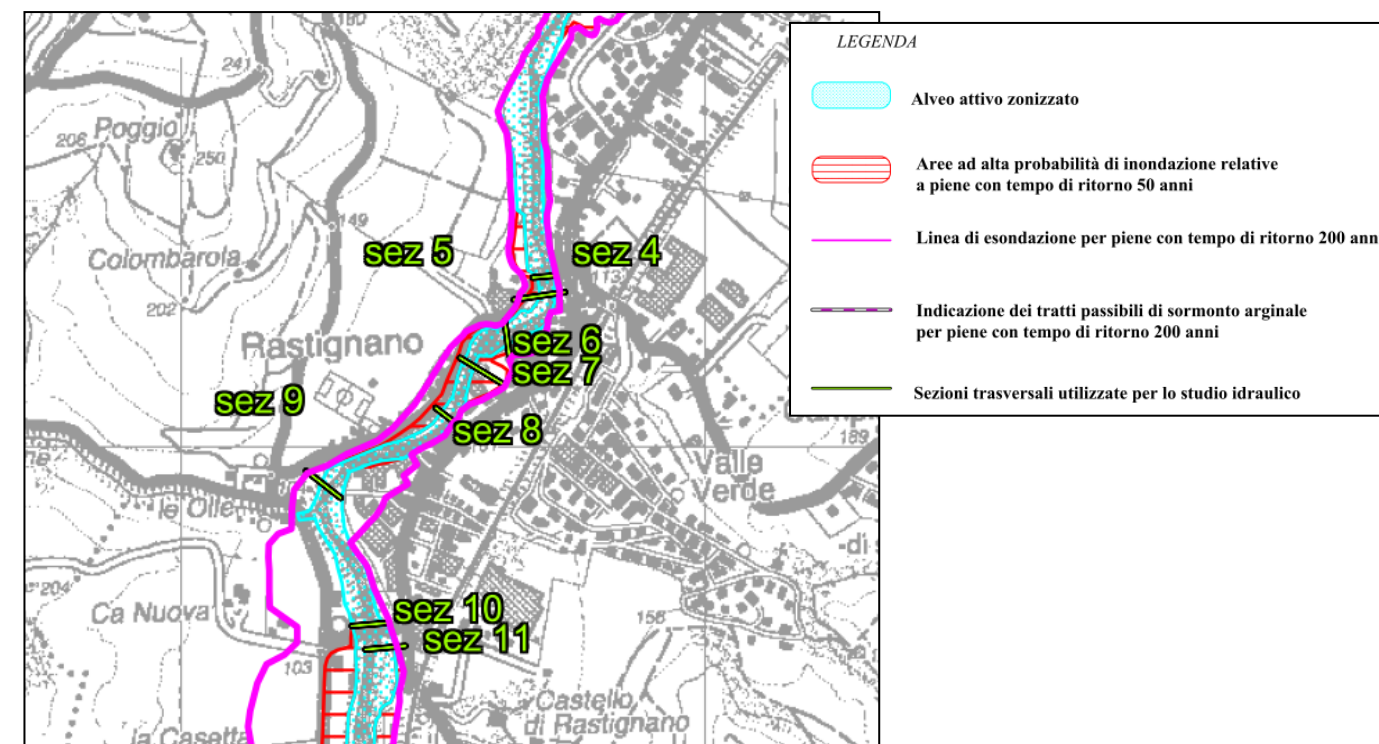 180
LEGENDA
241
Alveo attivo zonizzato
Poggio
206
250
Aree ad alta probabilità di inondazione relative
a piene con tempo di ritorno 50 anni
149
sez 5
sez 4
Linea di esondazione per piene con tempo di ritorno 200 ann
Colombarola
113
202
Indicazione dei tratti passibili di sormonto arginale
per piene con tempo di ritorno 200 anni
Rastignano
sez 6
sez 7
Sezioni trasversali utilizzate per lo studio idraulico
sez 9
sez 8
189
Valle
Verde
le Olle
-di
204
Ca Nuova
sez 10
156
sez 11
103
Castello
di Rastignano
la Casetta